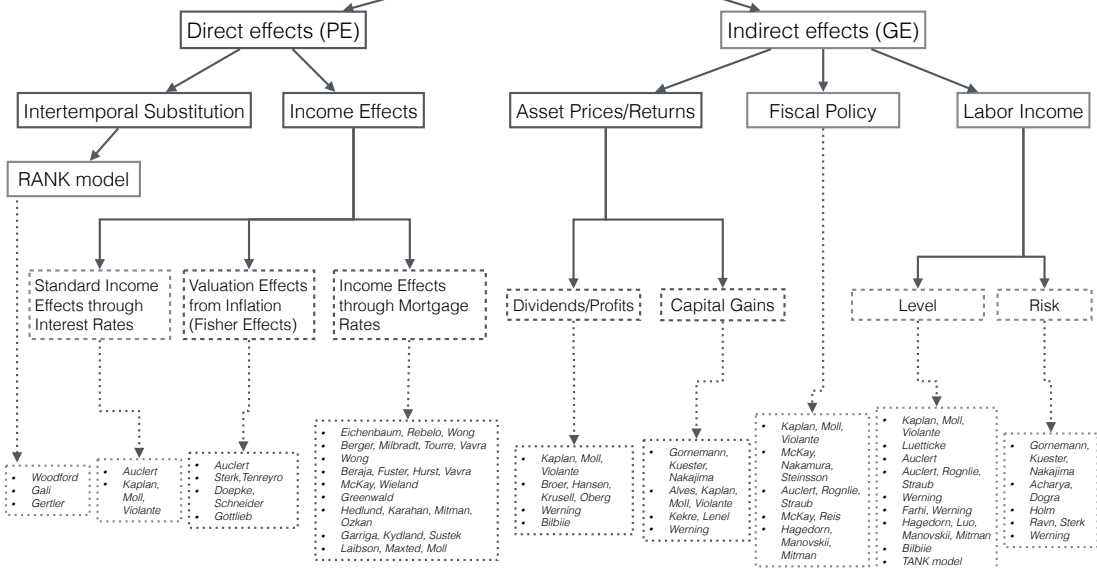 Direct effects (PE)
Indirect effects (GE)
Intertemporal Substitution
Income Effects
Asset Prices/Returns
Fiscal Policy
Labor Income
RANK model
Standard Income
Effects through
Interest Rates
Valuation Effects
from Inflation
(Fisher Effects)
Income Effects
through Mortgage
Rates
Dividends/Profits
Capital Gains
Level
Risk
• Woodford
• Gali
• Gertler
• Auclert
• Kaplan,
Moll,
Violante
• Auclert
• Sterk,Tenreyro
• Doepke,
Schneider
• Gottlieb
• Eichenbaum, Rebelo, Wong
• Berger, Milbradt, Tourre, Vavra
• Wong
• Beraja, Fuster, Hurst, Vavra
• McKay, Wieland
• Greenwald
• Hedlund, Karahan, Mitman,
Ozkan
• Garriga, Kydland, Sustek
• Laibson, Maxted, Moll
• Kaplan, Moll,
Violante
• Broer, Hansen,
Krusell, Oberg
• Werning
• Bilbiie
• Gornemann,
Kuester,
Nakajima
• Alves, Kaplan,
Moll, Violante
• Kekre, Lenel
• Werning
• Kaplan, Moll,
Violante
• McKay,
Nakamura,
Steinsson
• Auclert, Rognlie,
Straub
• McKay, Reis
• Hagedorn,
Manovskii,
Mitman
• Kaplan, Moll,
Violante
• Luetticke
• Auclert
• Auclert, Rognlie,
Straub
• Werning
• Farhi, Werning
• Hagedorn, Luo,
Manovskii, Mitman
• Bilbiie
• TANK model
• Gornemann,
Kuester,
Nakajima
• Acharya,
Dogra
• Holm
• Ravn, Sterk
• Werning